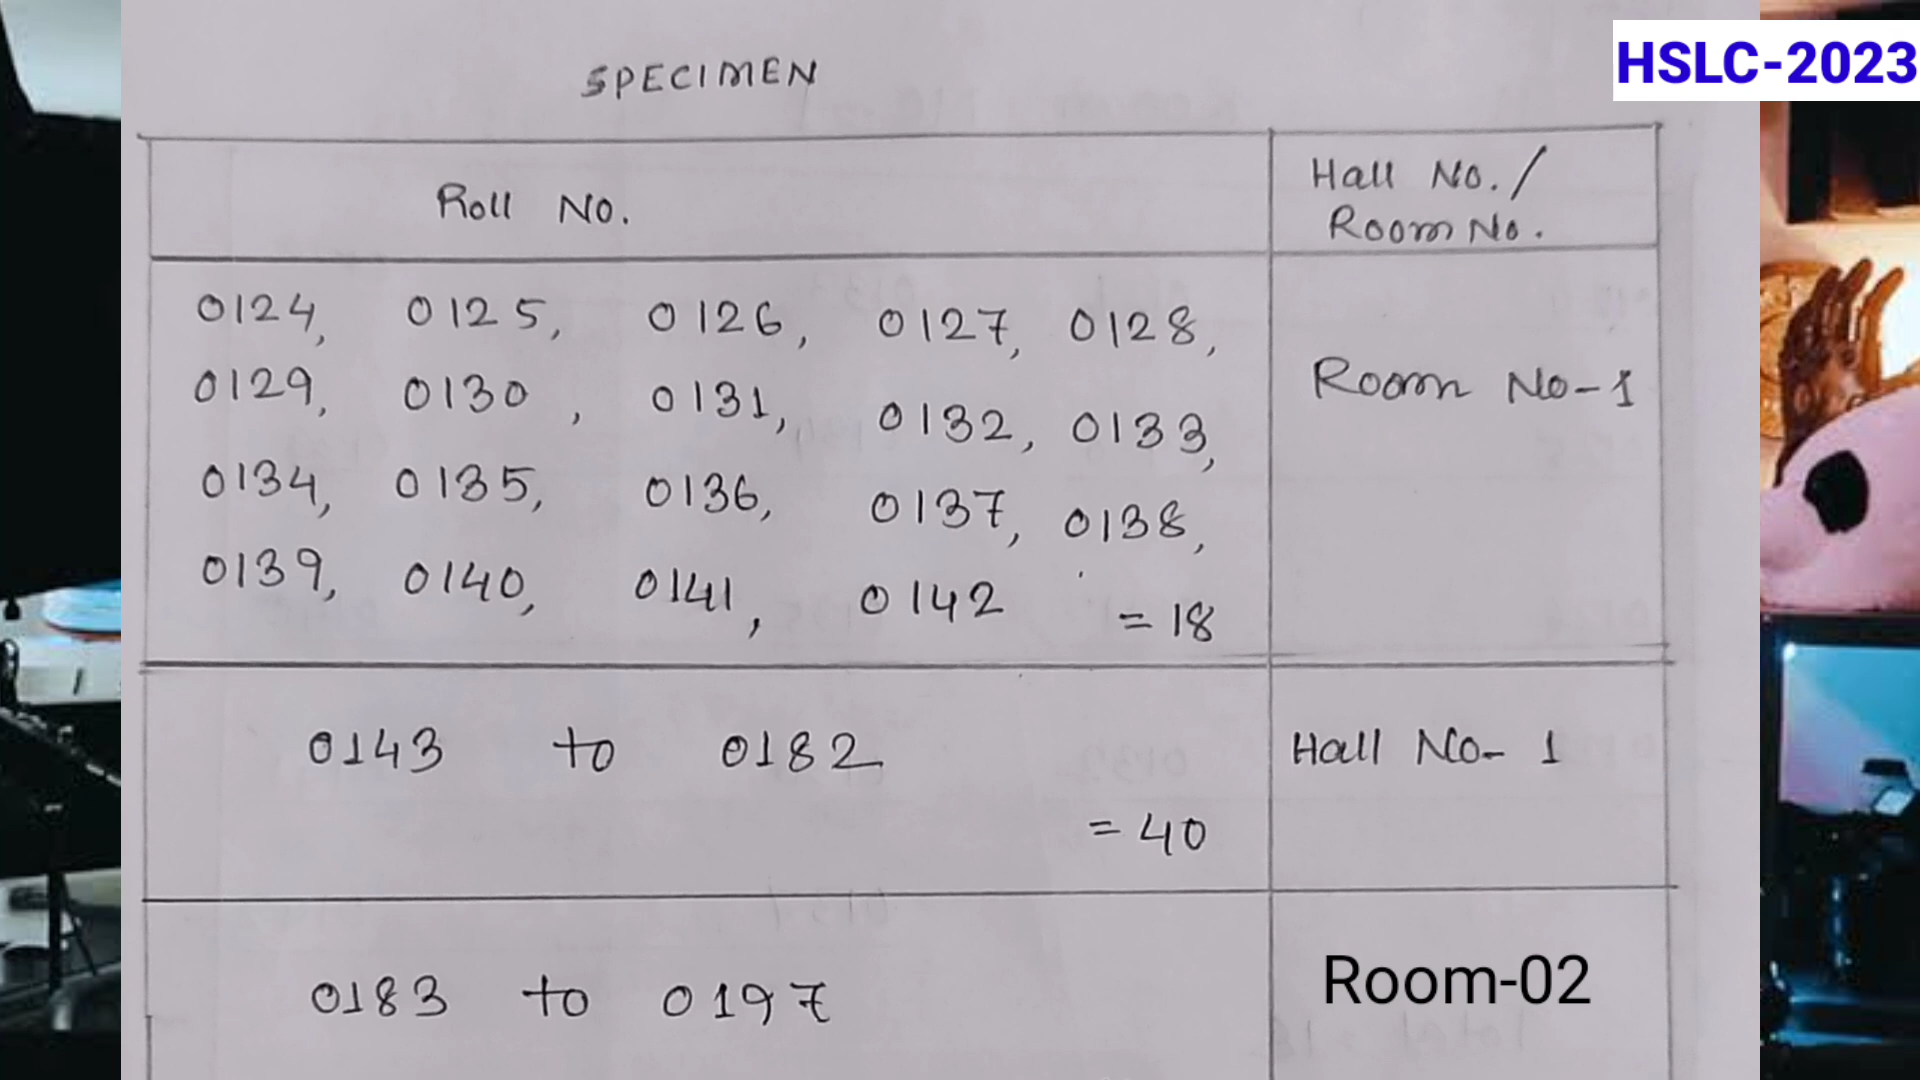 HSLC-2023
SPECIMEN
Roll No.
Hall No./
Room No.
0124, 0125, 0126, 0127, 0128,
0129, 0130, 0131, 0132, 0133,
0134, 0135, 0136, 0137, 0138,
0139, 0140, 0141, 0142 = 18
Room No-1
0143 to 0182
= 40
Hall No- 1
0183 to 0197
Room-02